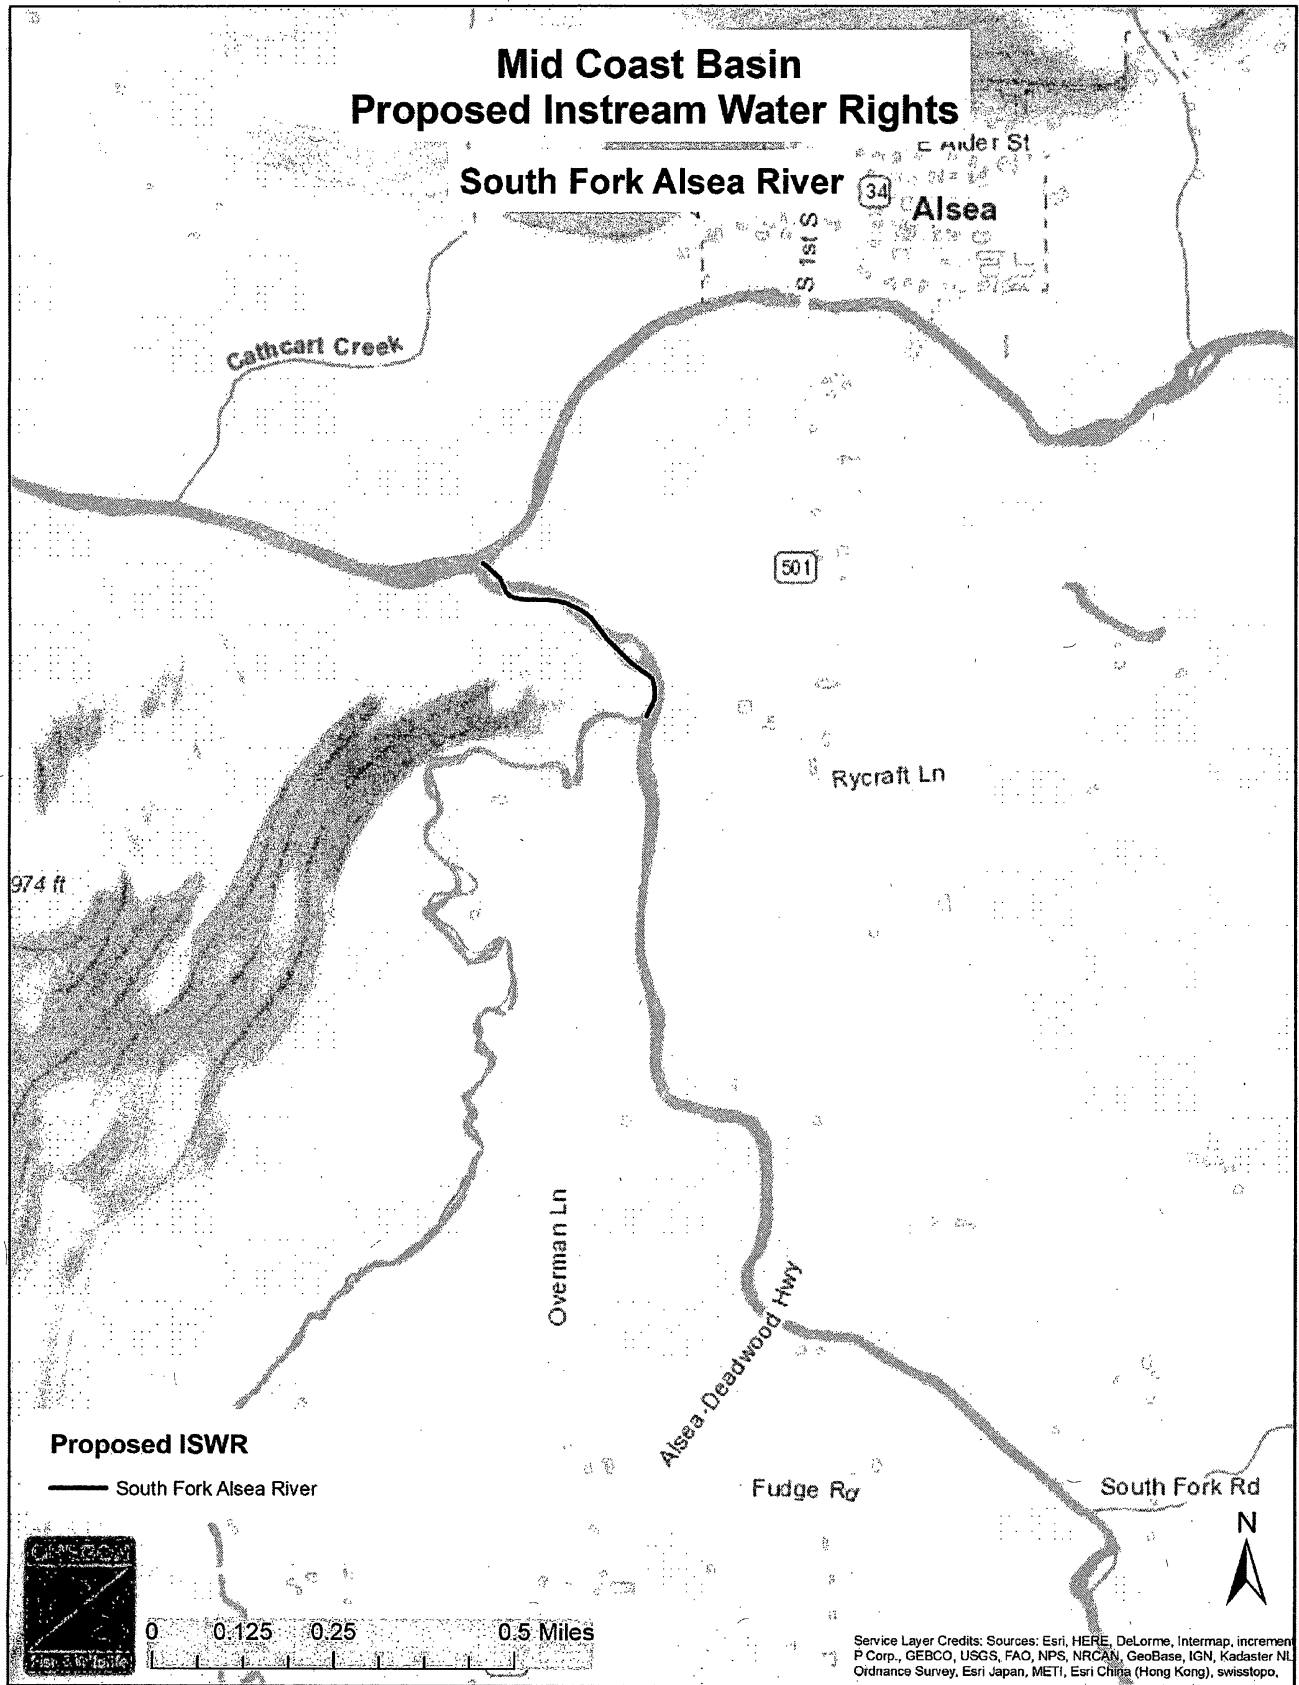 Mid Coast Basin
Proposed Instream Water Rights
South Fork Alsea River
E Alder St
34
Alsea
S 1st S
Cathcart Creek
501
Rycraft Ln
974 ft
Overman Ln
Alsea-Deadwood Hwy
Fudge Rd
South Fork Rd
Proposed ISWR
South Fork Alsea River
N
OREGON
0 0.125 0.25 0.5 Miles
Service Layer Credits: Sources: Esri, HERE, DeLorme, Intermap, increment
P Corp., GEBCO, USGS, FAO, NPS, NRCAN, GeoBase, IGN, Kadaster NL
Ordnance Survey, Esri Japan, METI, Esri China (Hong Kong), swisstopo,